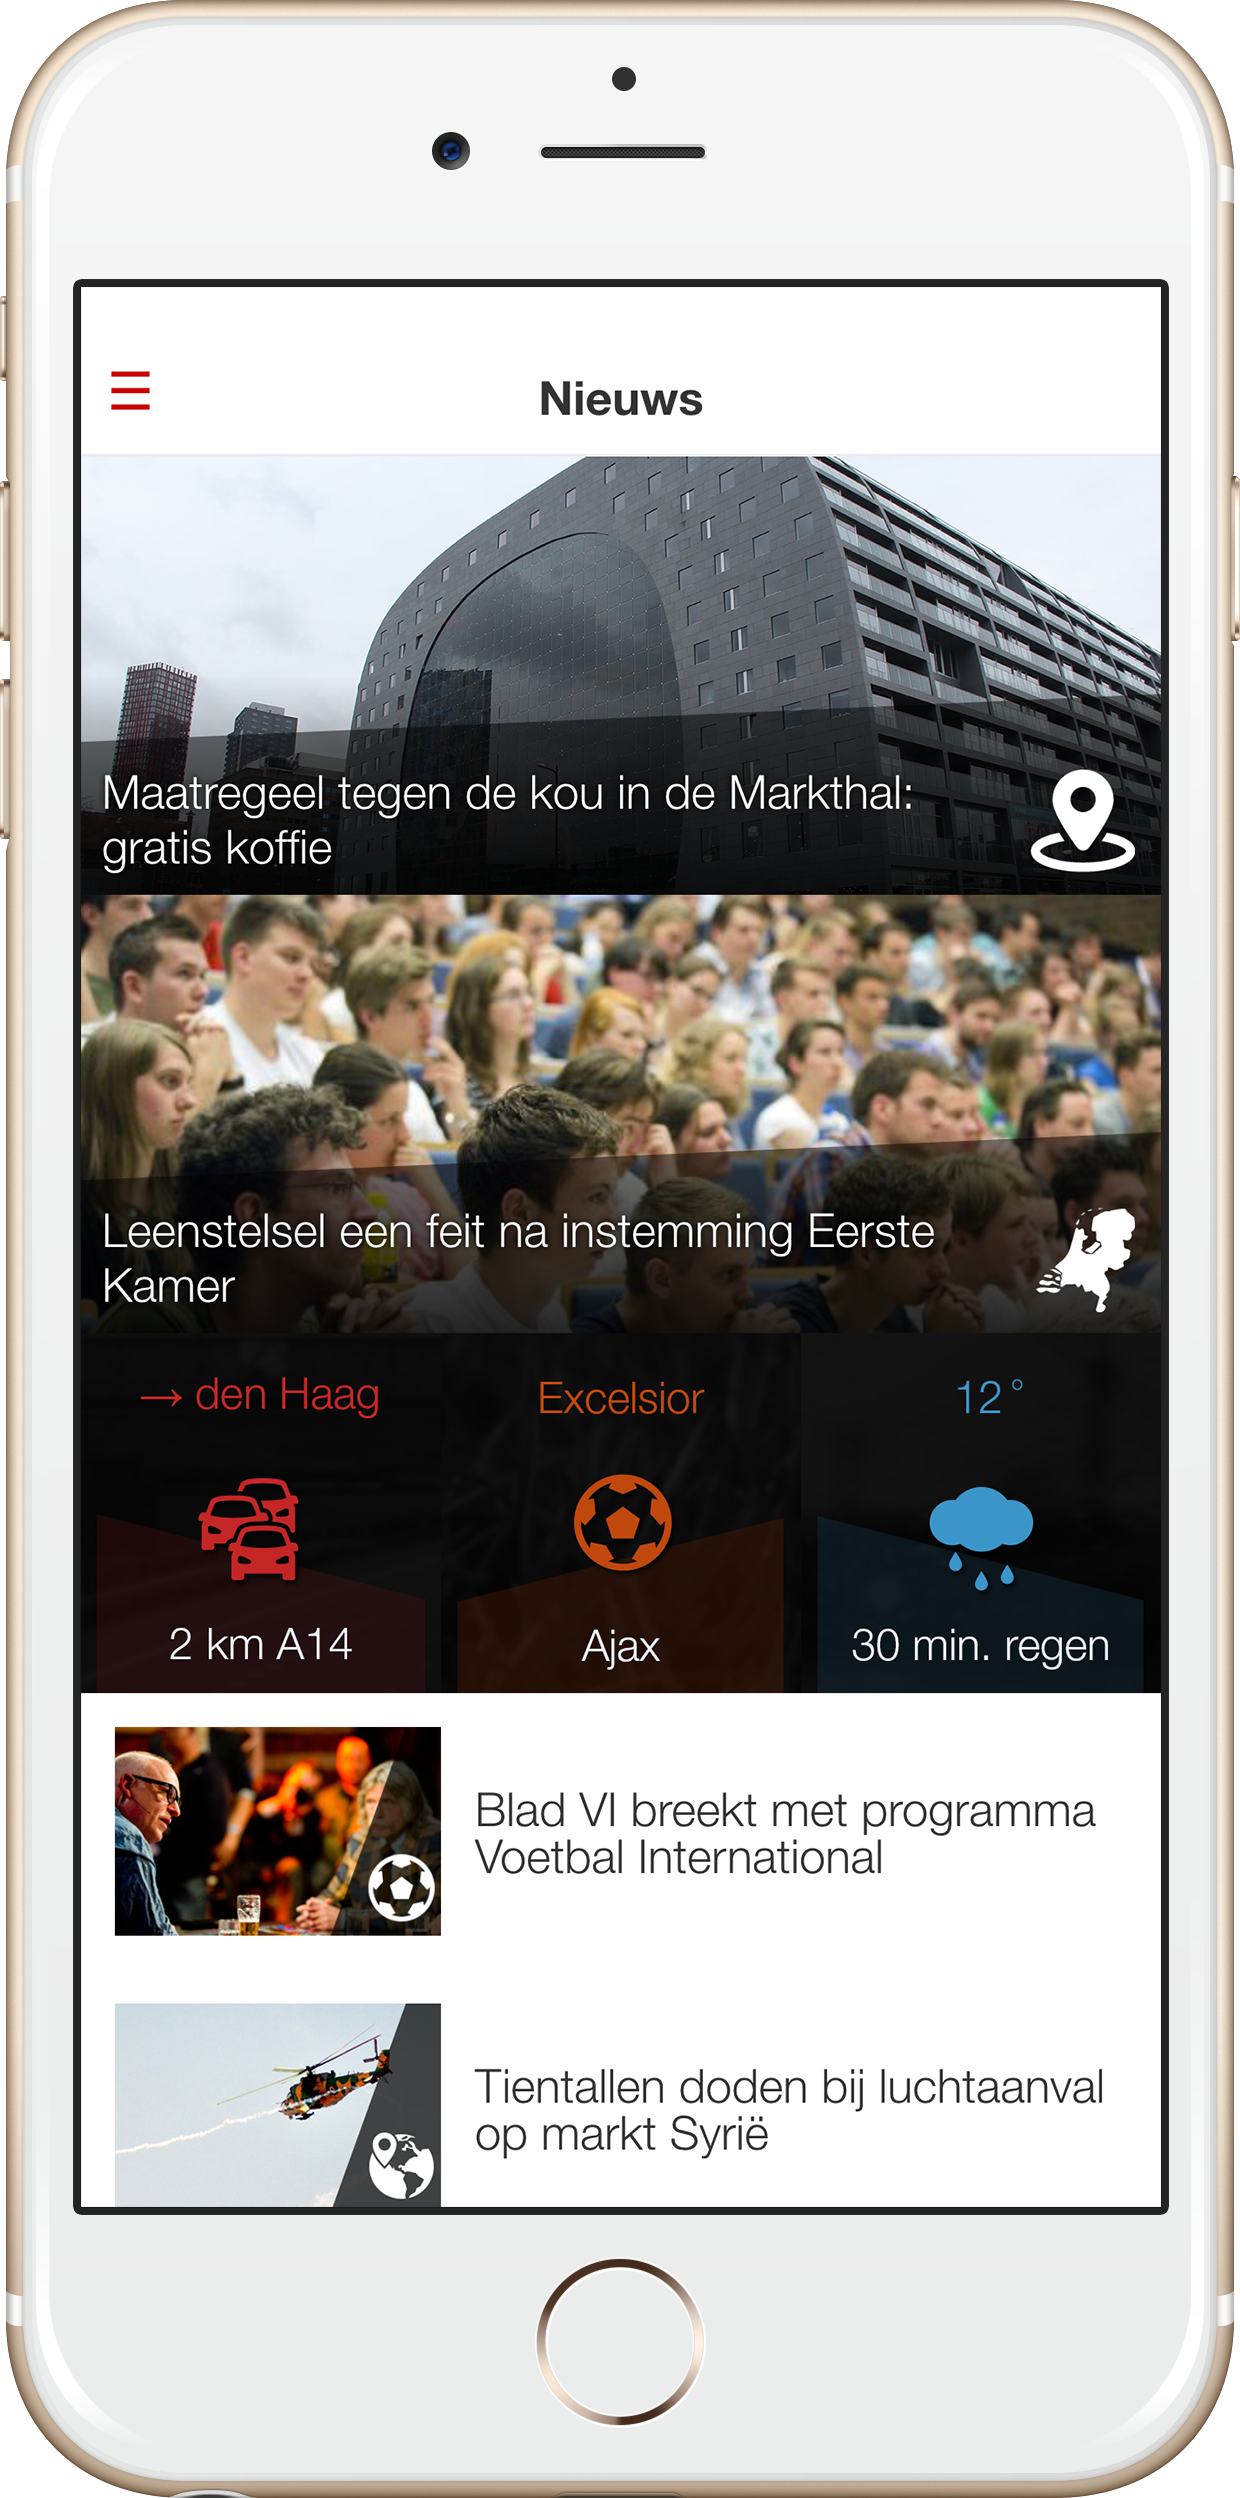 Nieuws
Maatregeel tegen de kou in de Markthal:
gratis koffie
Leenstelsel een feit na instemming Eerste
Kamer
→ den Haag
2 km A14
Excelsior
Ajax
12°
30 min. regen
Blad VI breekt met programma
Voetbal International
Tientallen doden bij luchtaanval
op markt Syrië